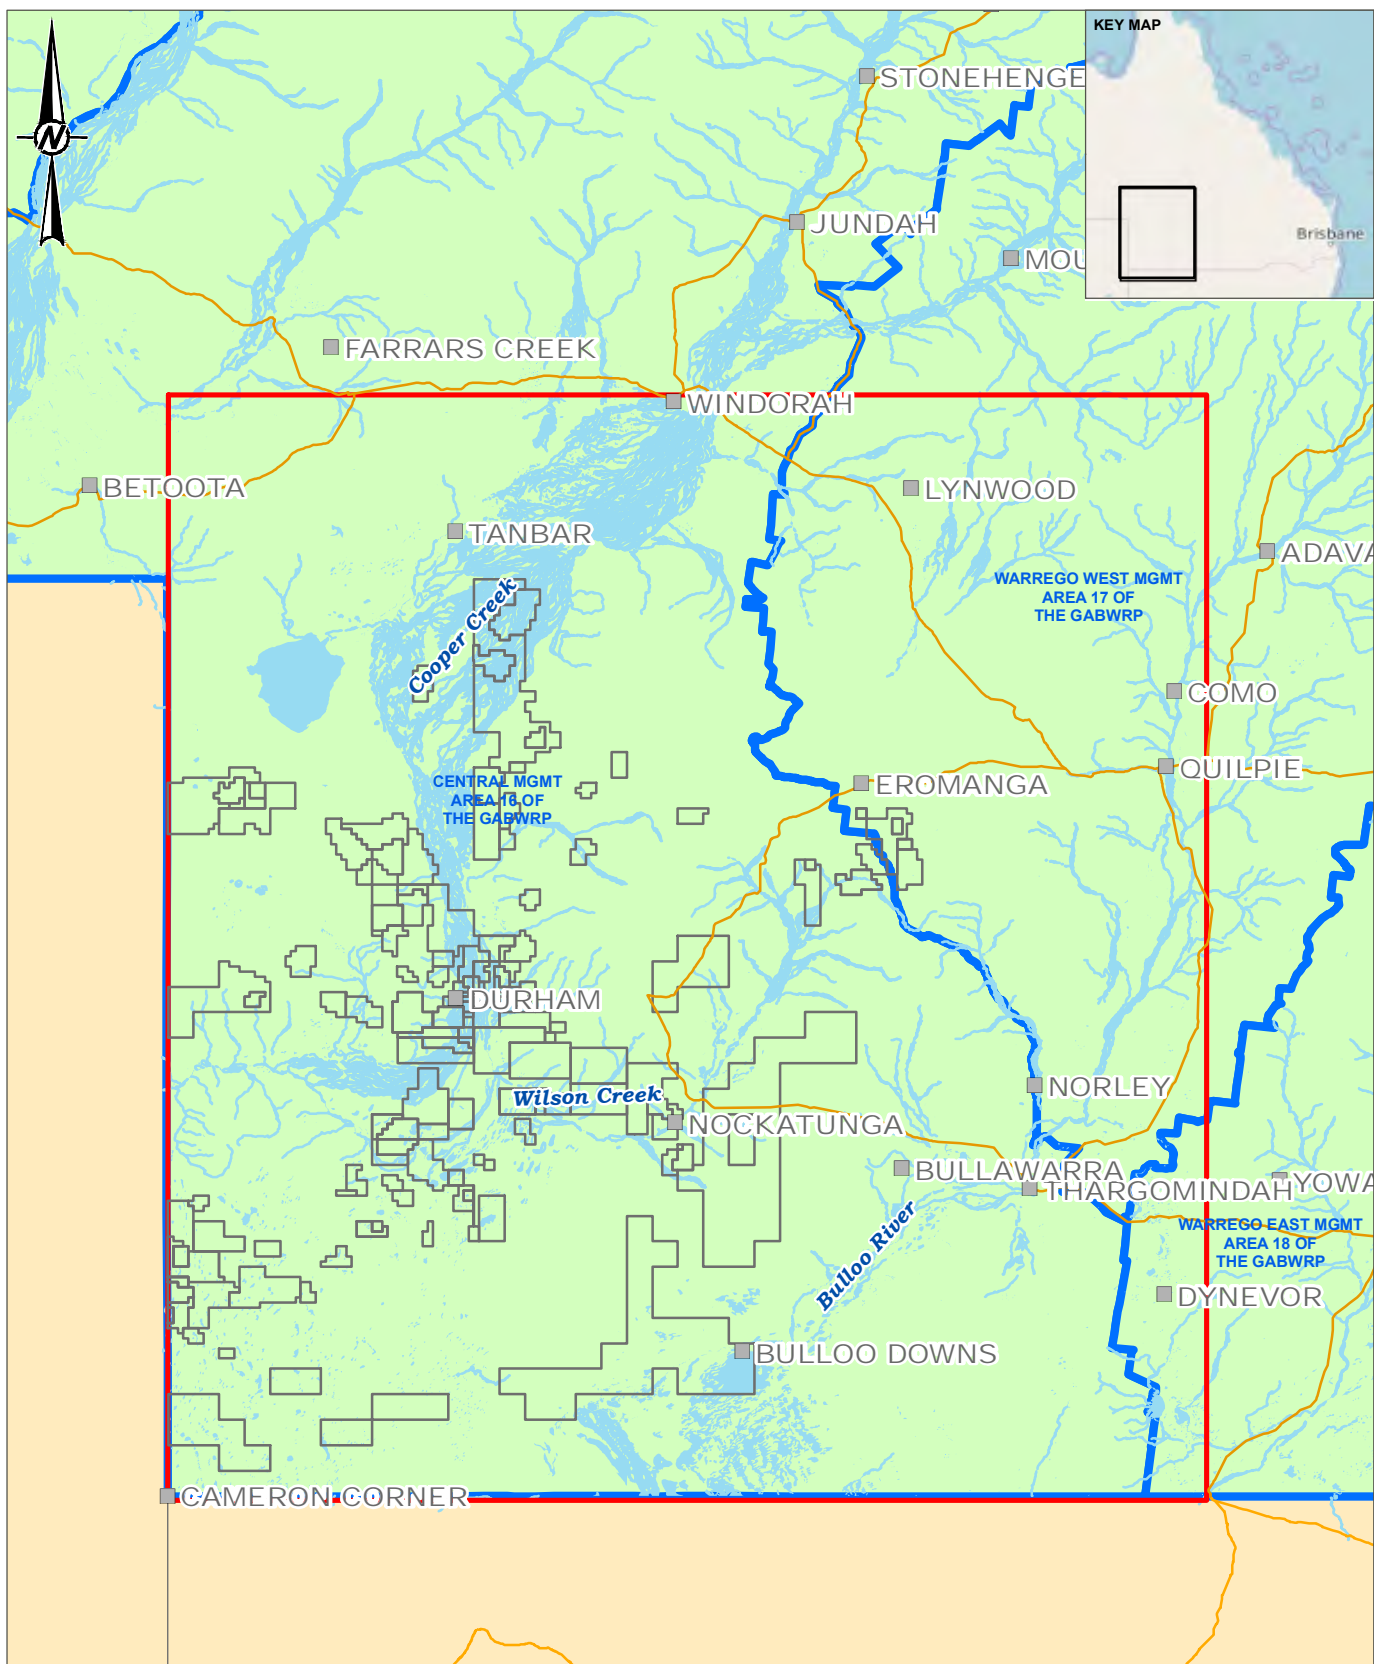 KEY MAP
STONEHENGE
N
JUNDAH
Brisbane
MOU
FARRARS CREEK
WINDORAH
BETOOTA
LYNWOOD
TANBAR
ADAVA
WARREGO WEST MGMT
AREA 17 OF
THE GABWRP
Cooper Creek
COMO
QUILPIE
CENTRAL MGMT
AREA 16 OF
THE GABWRP
EROMANGA
DURHAM
NORLEY
Wilson Creek
NOCKATUNGA
BULLAWARRA
THARGOMINDAH
YOWA
WARREGO EAST MGMT
AREA 18 OF
THE GABWRP
Bulloo River
DYNEVOR
BULLOO DOWNS
CAMERON CORNER